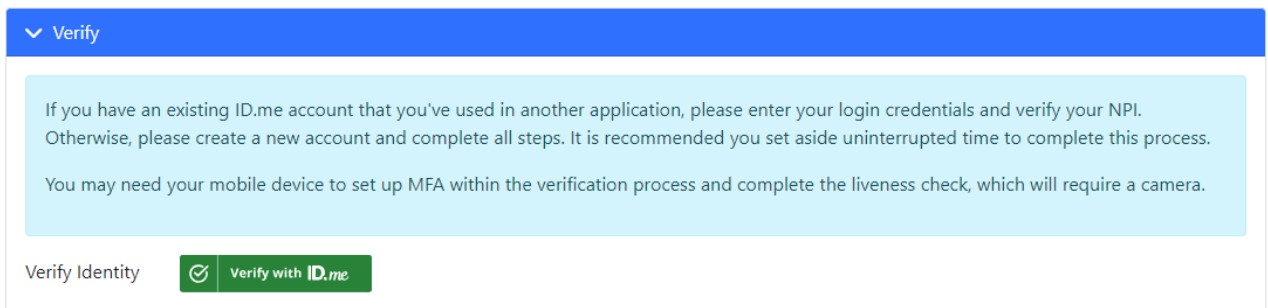 Verify
If you have an existing ID.me account that you've used in another application, please enter your login credentials and verify your NPI.
Otherwise, please create a new account and complete all steps. It is recommended you set aside uninterrupted time to complete this process.
You may need your mobile device to set up MFA within the verification process and complete the liveness check, which will require a camera.
Verify Identity Verify with ID.me